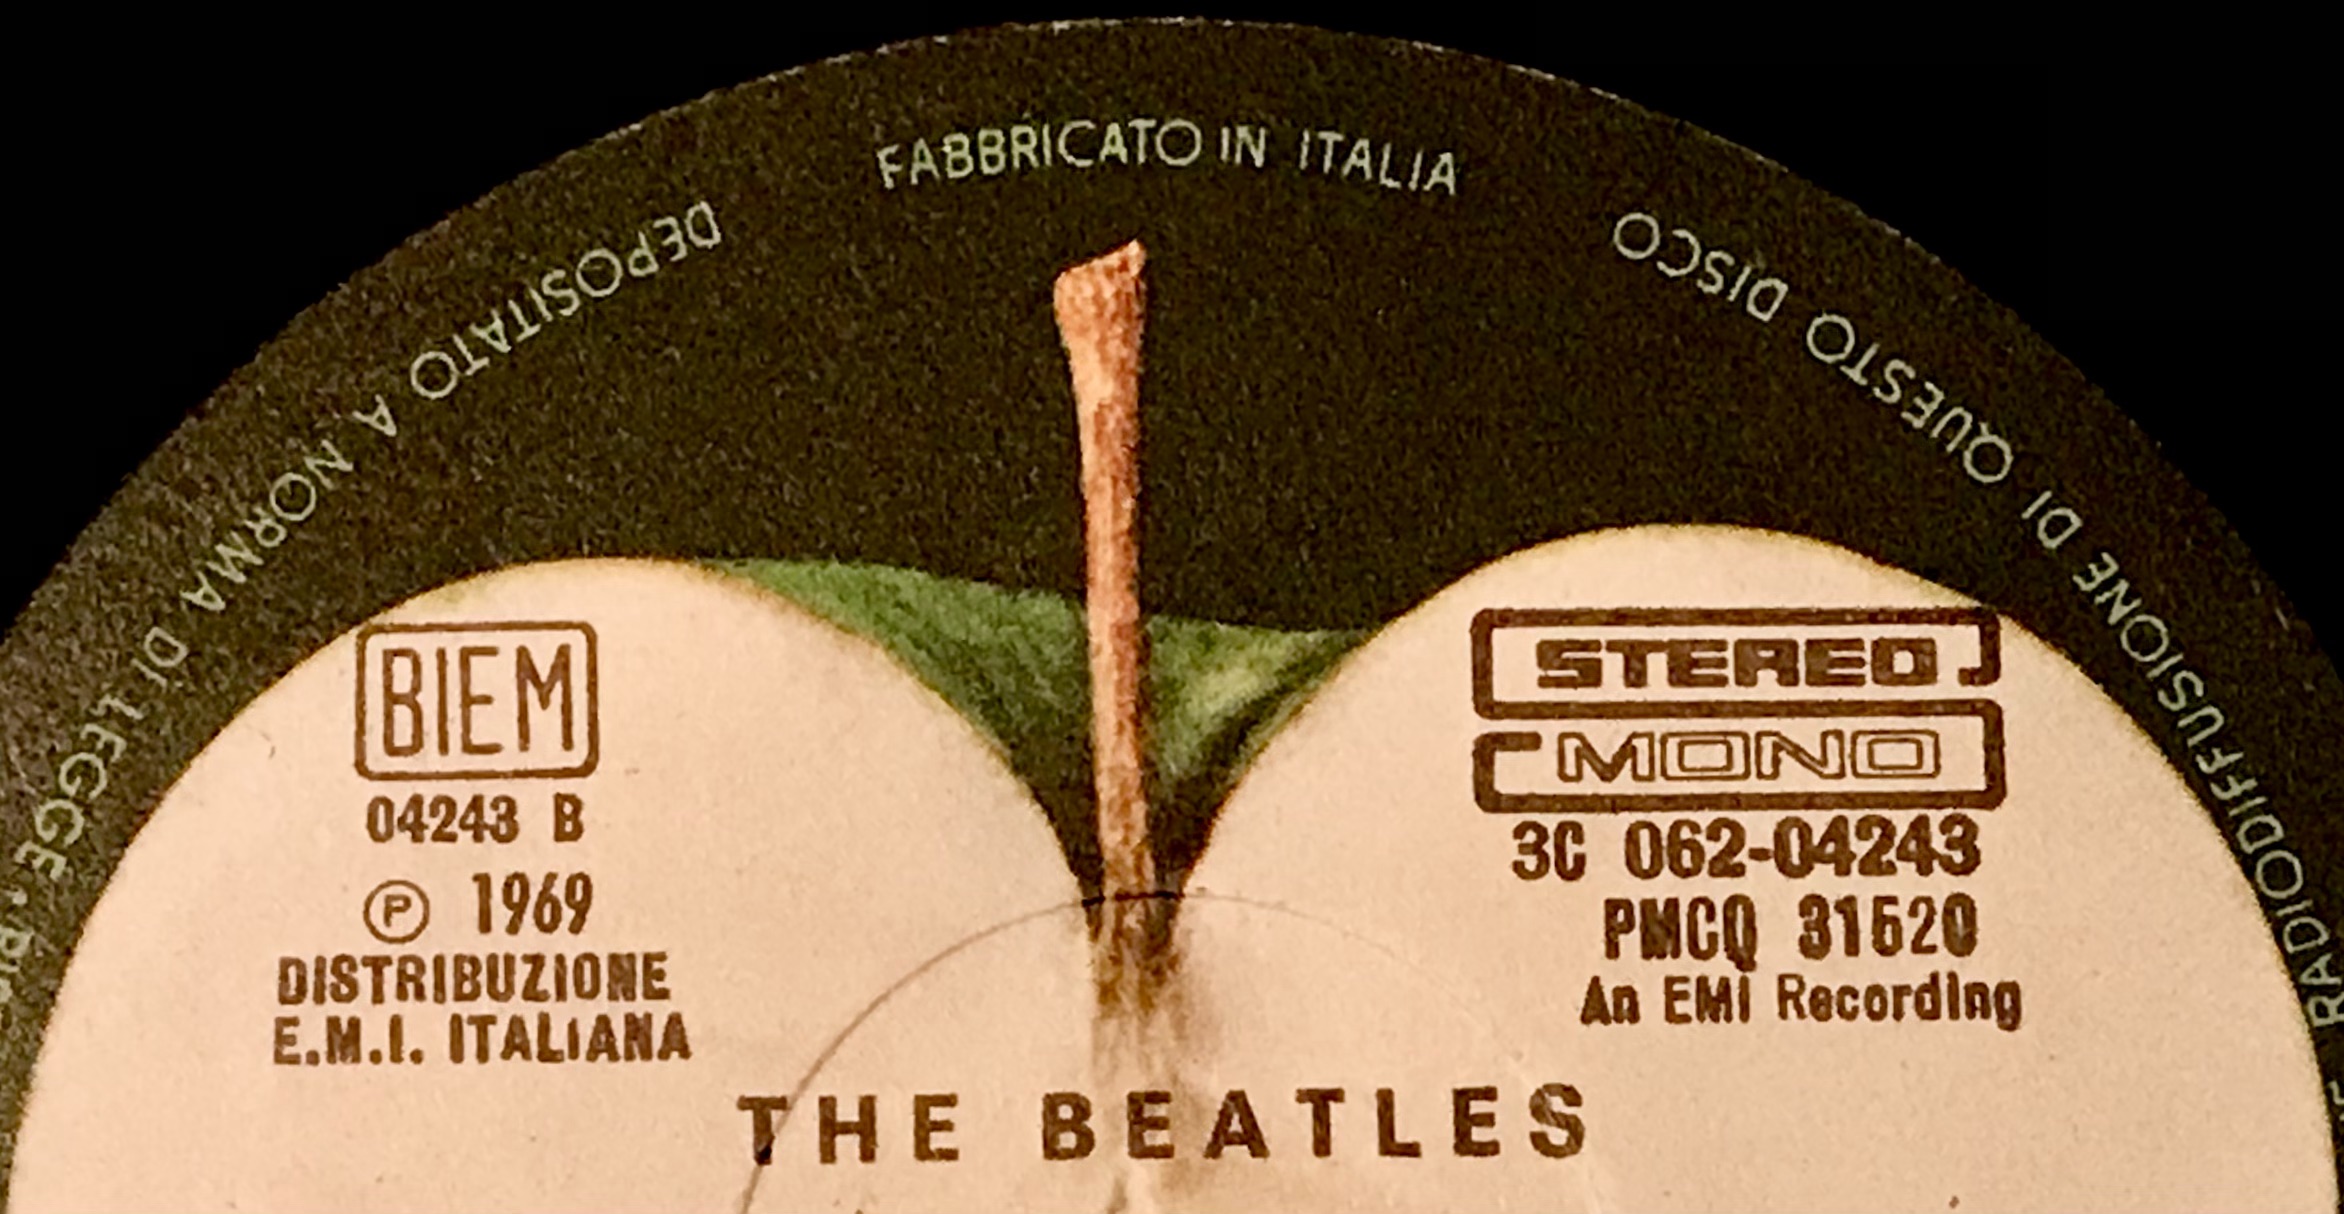 FABBRICATO IN ITALIA
DEPOSITATO A NORMA DI LEGGE
RADIODIFFUSIONE DI QUESTO DISCO
BIEM
04243 B
Ⓟ 1969
DISTRIBUZIONE
E.M.I. ITALIANA
STEREO
MONO
3C 062-04243
PMCQ 31520
An EMI Recording
THE BEATLES